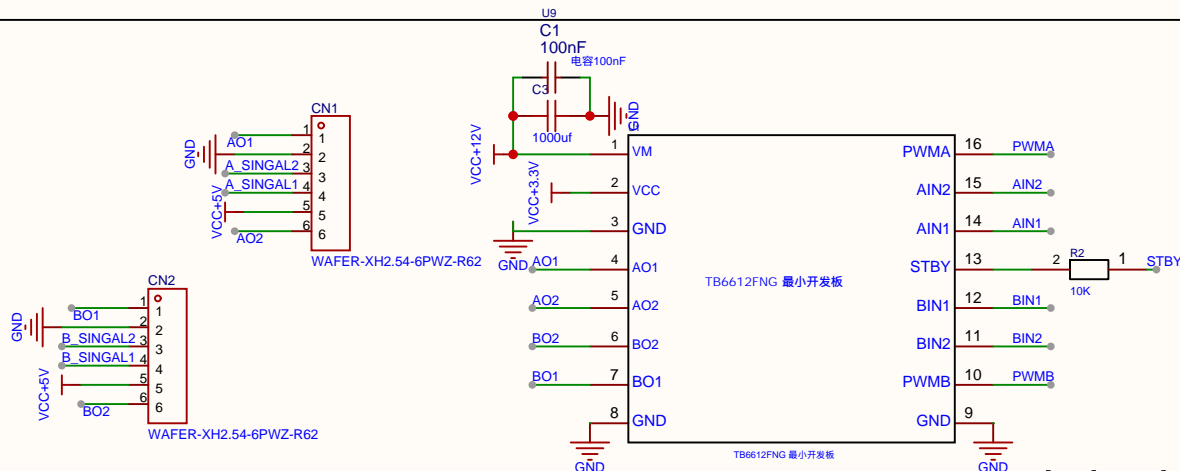 U9
C1
100nF
电容100nF
C3
1000uf
GND
VCC+12V
VCC+3.3V
CN1
1 1
2 2
3 3
4 4
5 5
6 6
AO1
GND
A_SINGAL2
A_SINGAL1
VCC+5V
AO2
WAFER-XH2.54-6PWZ-R62
CN2
1 1
2 2
3 3
4 4
5 5
6 6
BO1
GND
B_SINGAL2
B_SINGAL1
VCC+5V
BO2
WAFER-XH2.54-6PWZ-R62
1 VM
2 VCC
3 GND
GND
AO1 4 AO1
AO2 5 AO2
BO2 6 BO2
BO1 7 BO1
8 GND
GND
TB6612FNG 最小开发板
PWMA 16 PWMA
AIN2 15 AIN2
AIN1 14 AIN1
STBY 13 2 R2 1 STBY
10K
BIN1 12 BIN1
BIN2 11 BIN2
PWMB 10 PWMB
GND 9
GND
TB6612FNG 最小开发板